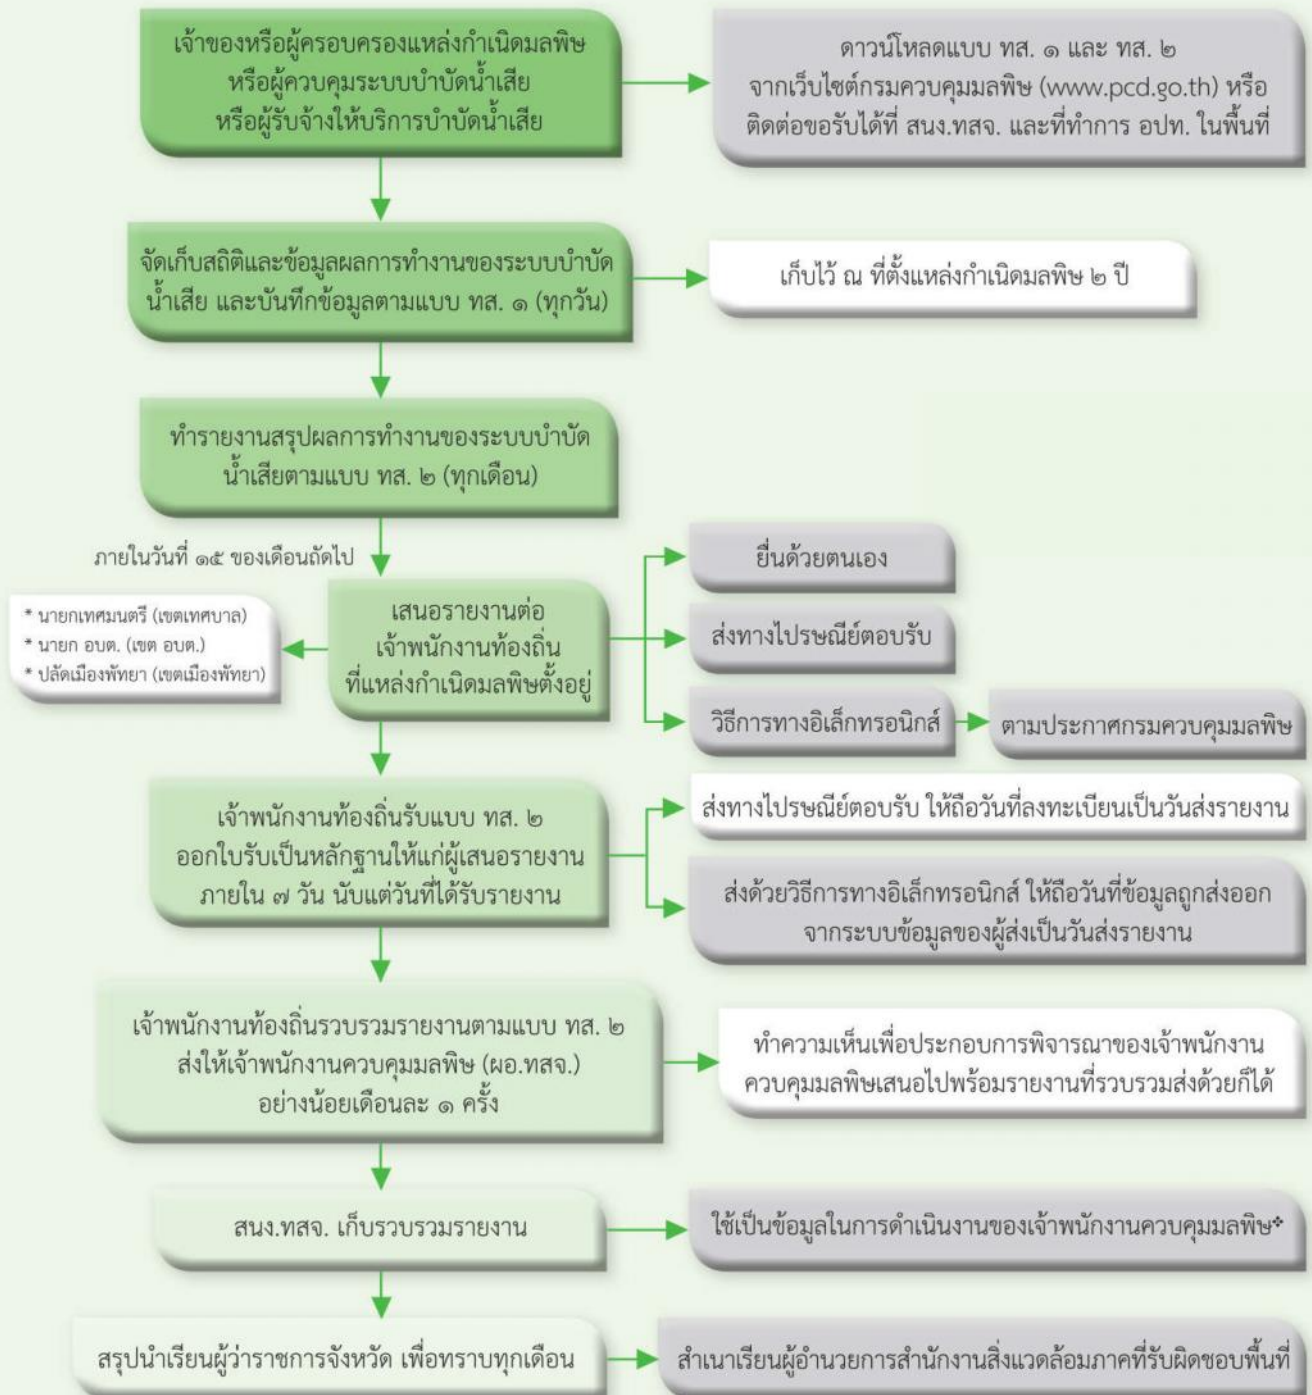 เจ้าของหรือผู้ครอบครองแหล่งกำเนิดมลพิษ
หรือผู้ควบคุมระบบบำบัดน้ำเสีย
หรือผู้รับจ้างให้บริการบำบัดน้ำเสีย
ดาวน์โหลดแบบ ทส. ๑ และ ทส. ๒
จากเว็บไซต์กรมควบคุมมลพิษ (www.pcd.go.th) หรือ
ติดต่อขอรับได้ที่ สนง.ทสจ. และที่ทำการ อปท. ในพื้นที่
จัดเก็บสถิติและข้อมูลผลการทำงานของระบบบำบัด
น้ำเสีย และบันทึกข้อมูลตามแบบ ทส. ๑ (ทุกวัน)
เก็บไว้ ณ ที่ตั้งแหล่งกำเนิดมลพิษ ๒ ปี
ทำรายงานสรุปผลการทำงานของระบบบำบัด
น้ำเสียตามแบบ ทส. ๒ (ทุกเดือน)
ภายในวันที่ ๑๕ ของเดือนถัดไป
เสนอรายงานต่อ
เจ้าพนักงานท้องถิ่น
ที่แหล่งกำเนิดมลพิษตั้งอยู่
* นายกเทศมนตรี (เขตเทศบาล)
* นายก อบต. (เขต อบต.)
* ปลัดเมืองพัทยา (เขตเมืองพัทยา)
ยื่นด้วยตนเอง
ส่งทางไปรษณีย์ตอบรับ
วิธีการทางอิเล็กทรอนิกส์
ตามประกาศกรมควบคุมมลพิษ
เจ้าพนักงานท้องถิ่นรับแบบ ทส. ๒
ออกใบรับเป็นหลักฐานให้แก่ผู้เสนอรายงาน
ภายใน ๗ วัน นับแต่วันที่ได้รับรายงาน
ส่งทางไปรษณีย์ตอบรับ ให้ถือวันที่ลงทะเบียนเป็นวันส่งรายงาน
ส่งด้วยวิธีการทางอิเล็กทรอนิกส์ ให้ถือวันที่ข้อมูลถูกส่งออก
จากระบบข้อมูลของผู้ส่งเป็นวันส่งรายงาน
เจ้าพนักงานท้องถิ่นรวบรวมรายงานตามแบบ ทส. ๒
ส่งให้เจ้าพนักงานควบคุมมลพิษ (ผอ.ทสจ.)
อย่างน้อยเดือนละ ๑ ครั้ง
ทำความเห็นเพื่อประกอบการพิจารณาของเจ้าพนักงาน
ควบคุมมลพิษเสนอไปพร้อมรายงานที่รวบรวมส่งด้วยก็ได้
สนง.ทสจ. เก็บรวบรวมรายงาน
ใช้เป็นข้อมูลในการดำเนินงานของเจ้าพนักงานควบคุมมลพิษ❖
สรุปนำเรียนผู้ว่าราชการจังหวัด เพื่อทราบทุกเดือน
สำเนาเรียนผู้อำนวยการสำนักงานสิ่งแวดล้อมภาคที่รับผิดชอบพื้นที่